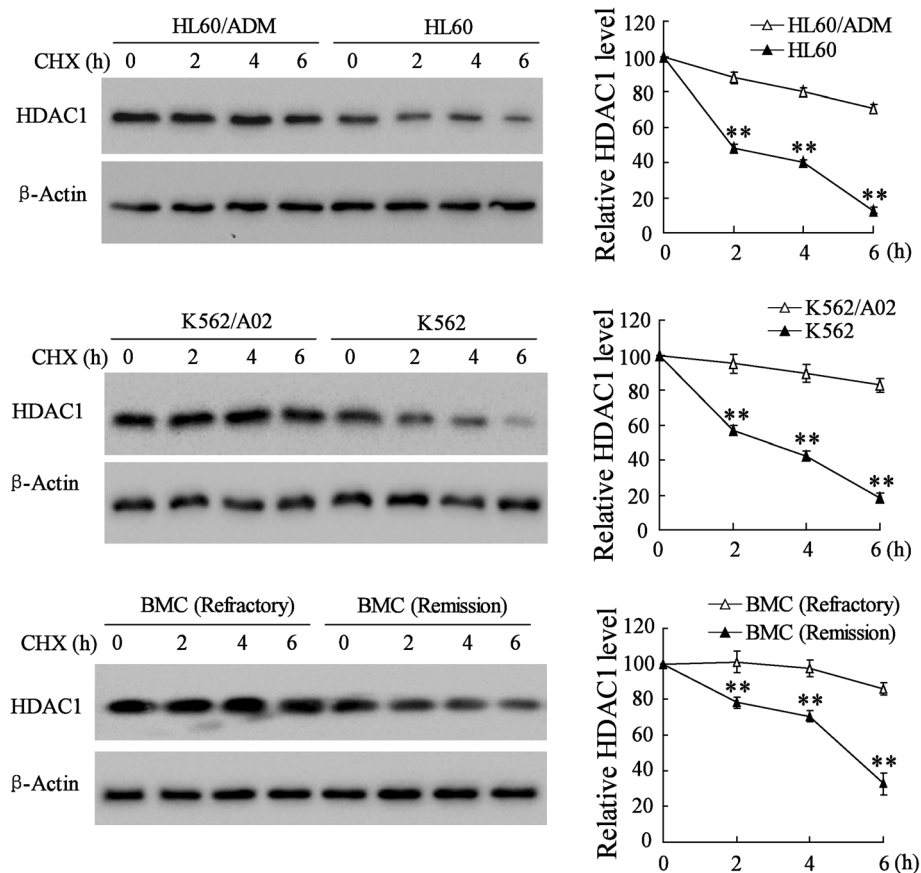 HL60/ADM HL60
CHX (h) 0 2 4 6 0 2 4 6
HDAC1
β-Actin
HL60/ADM
HL60
Relative HDAC1 level
120
100
80
60
40
20
0
** ** **
0 2 4 6 (h)
K562/A02 K562
CHX (h) 0 2 4 6 0 2 4 6
HDAC1
β-Actin
K562/A02
K562
Relative HDAC1 level
120
100
80
60
40
20
0
** ** **
0 2 4 6 (h)
BMC (Refractory) BMC (Remission)
CHX (h) 0 2 4 6 0 2 4 6
HDAC1
β-Actin
BMC (Refractory)
BMC (Remission)
Relative HDAC1 level
120
100
80
60
40
20
0
** ** **
0 2 4 6 (h)